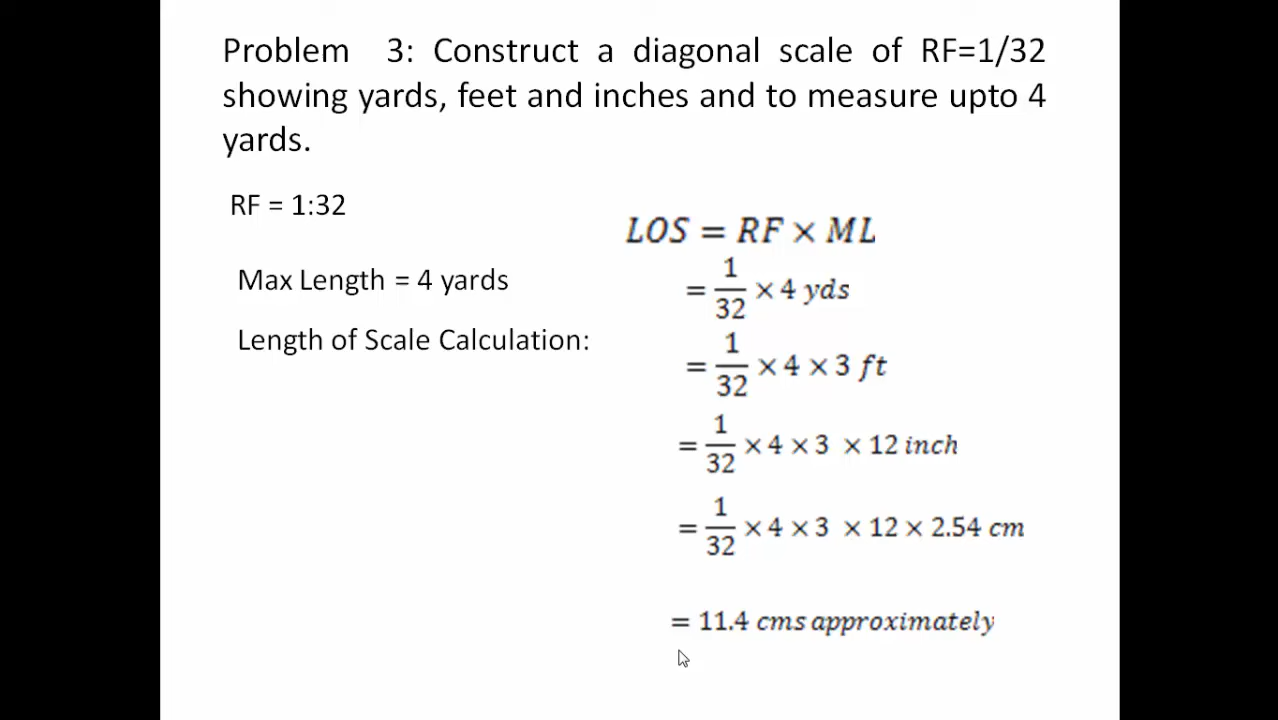 Problem 3: Construct a diagonal scale of RF=1/32
showing yards, feet and inches and to measure upto 4
yards.
RF = 1:32
Max Length = 4 yards
Length of Scale Calculation:
LOS = RF × ML
= 1/32 × 4 yds
= 1/32 × 4 × 3 ft
= 1/32 × 4 × 3 × 12 inch
= 1/32 × 4 × 3 × 12 × 2.54 cm
= 11.4 cms approximately